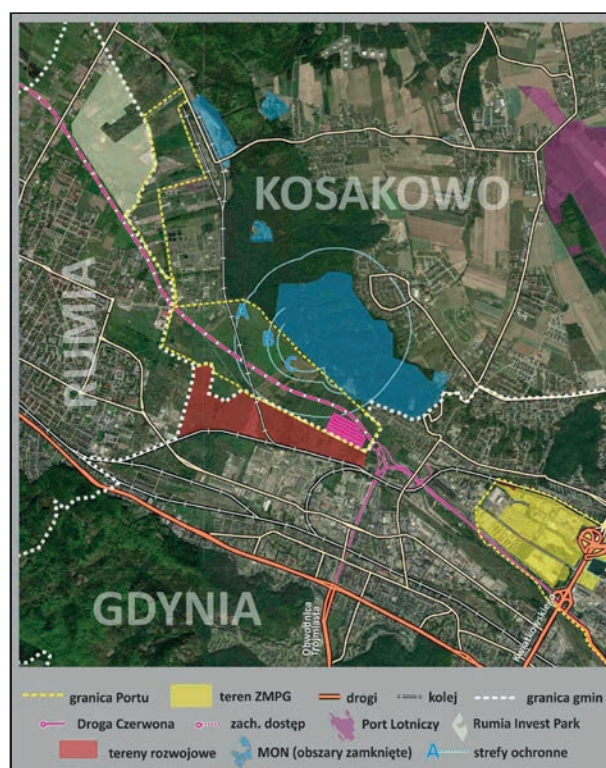 KOSAKOWO
RUMIA
A
B
C
GDYNIA
Obwodnica
Trójmiasta
Kwiatkowskiego
granica Portu
teren ZMPG
drogi
kolej
granica gmin
Droga Czerwona
zach. dostęp
Port Lotniczy
Rumia Invest Park
tereny rozwojowe
MON (obszary zamknięte)
A
strefy ochronne